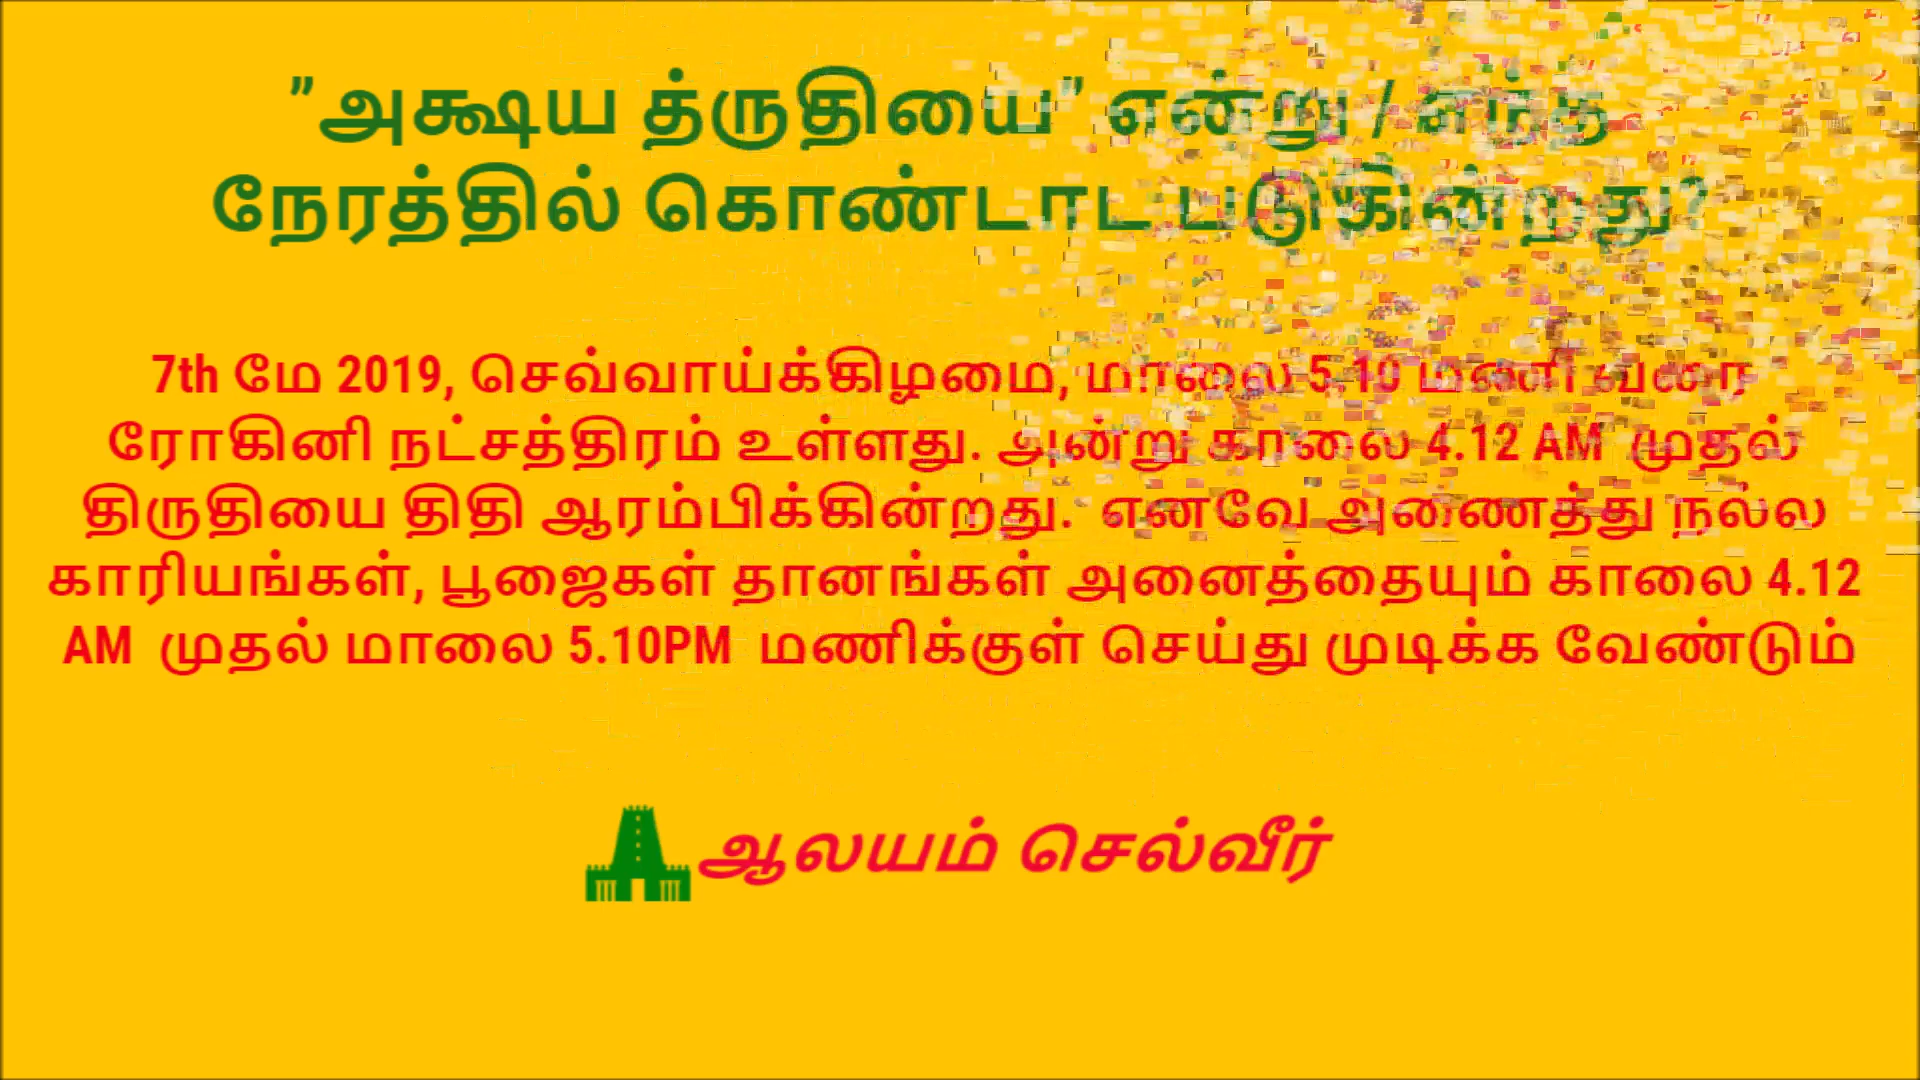 ”அக்ஷய த்ருதியை” என்று / எந்த
நேரத்தில் கொண்டாட படுகின்றது?
7th மே 2019, செவ்வாய்க்கிழமை, மாலை 5.10 மணி வரை
ரோகினி நட்சத்திரம் உள்ளது. அன்று காலை 4.12 AM முதல்
திருதியை திதி ஆரம்பிக்கின்றது. எனவே அணைத்து நல்ல
காரியங்கள், பூஜைகள் தானங்கள் அனைத்தையும் காலை 4.12
AM முதல் மாலை 5.10PM மணிக்குள் செய்து முடிக்க வேண்டும்
ஆலயம் செல்வீர்